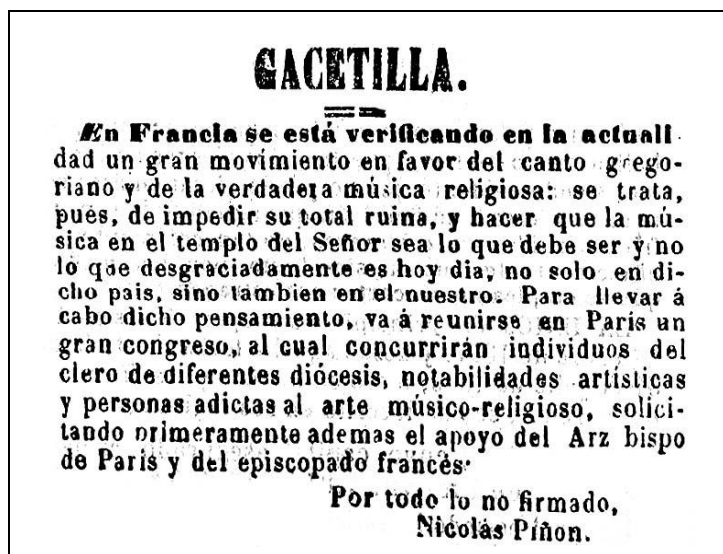 GACETILLA.
En Francia se está verificando en la actuali
dad un gran movimiento en favor del canto grego-
riano y de la verdadera música religiosa: se trata,
pues, de impedir su total ruina, y hacer que la mú-
sica en el templo del Señor sea lo que debe ser y no
lo que desgraciadamente es hoy dia, no solo en di-
cho pais, sino tambien en el nuestro. Para llevar á
cabo dicho pensamiento, va á reunirse en París un
gran congreso, al cual concurrirán individuos del
clero de diferentes diócesis, notabilidades artísticas
y personas adictas al arte músico-religioso, solici-
tando primeramente ademas el apoyo del Arz bispo
de Paris y del episcopado francés.
Por todo lo no firmado,
Nicolás Piñon.